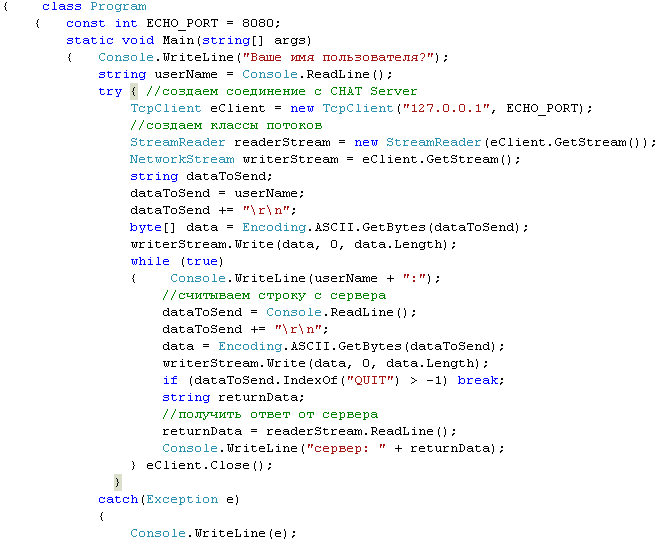 {    class Program
    {   const int ECHO_PORT = 8080;
        static void Main(string[] args)
        {   Console.WriteLine("Ваше имя пользователя?");
            string userName = Console.ReadLine();
            try { //создаем соединение с CHAT Server
                TcpClient eClient = new TcpClient("127.0.0.1", ECHO_PORT);
                //создаем классы потоков
                StreamReader readerStream = new StreamReader(eClient.GetStream());
                NetworkStream writerStream = eClient.GetStream();
                string dataToSend;
                dataToSend = userName;
                dataToSend += "\r\n";
                byte[] data = Encoding.ASCII.GetBytes(dataToSend);
                writerStream.Write(data, 0, data.Length);
                while (true)
                {    Console.WriteLine(userName + ":");
                    //считываем строку с сервера
                    dataToSend = Console.ReadLine();
                    dataToSend += "\r\n";
                    data = Encoding.ASCII.GetBytes(dataToSend);
                    writerStream.Write(data, 0, data.Length);
                    if (dataToSend.IndexOf("QUIT") > -1) break;
                    string returnData;
                    //получить ответ от сервера
                    returnData = readerStream.ReadLine();
                    Console.WriteLine("сервер: " + returnData);
                } eClient.Close();
              }
            catch(Exception e)
            {
                Console.WriteLine(e);